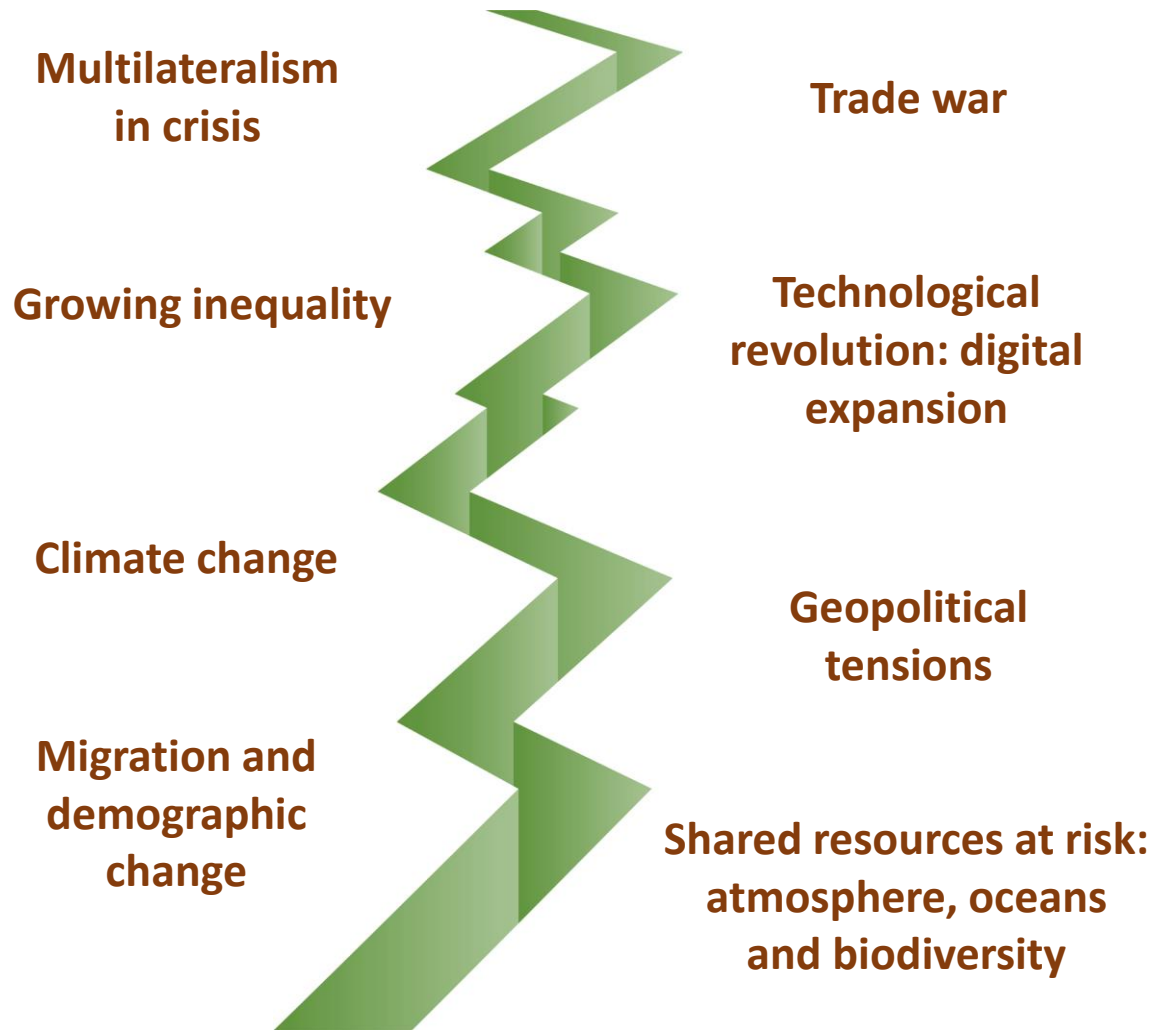 Multilateralism
in crisis
Trade war
Growing inequality
Technological
revolution: digital
expansion
Climate change
Geopolitical
tensions
Migration and
demographic
change
Shared resources at risk:
atmosphere, oceans
and biodiversity